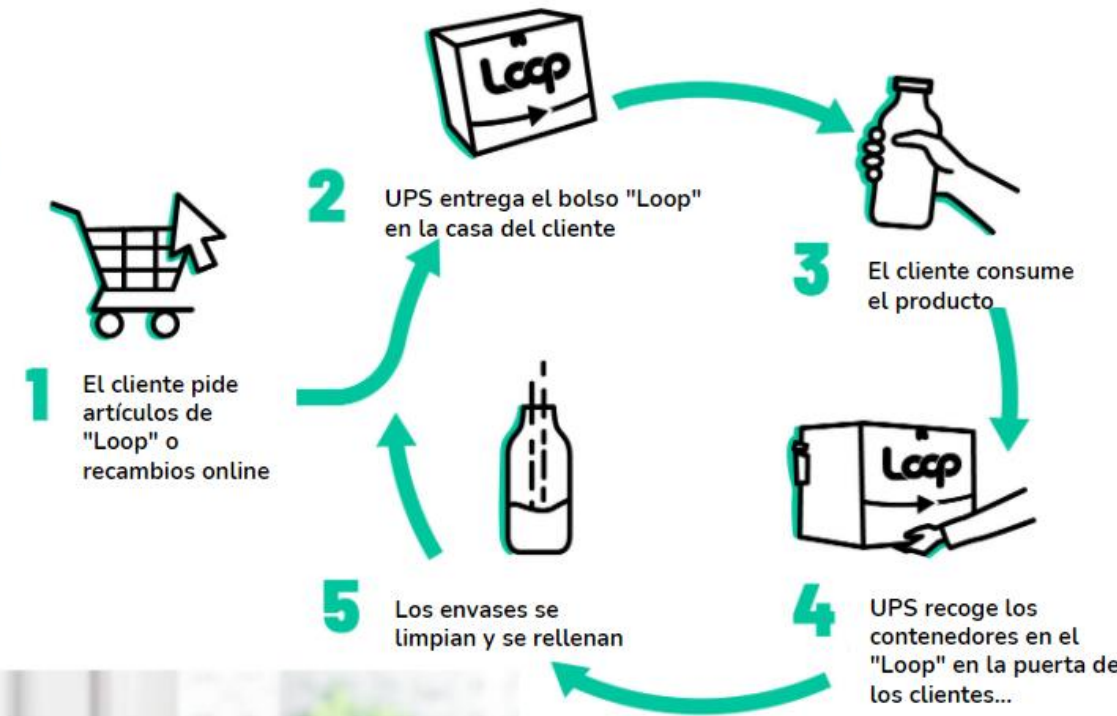 Loop
2
UPS entrega el bolso "Loop"
en la casa del cliente
3
El cliente consume
el producto
1
El cliente pide
artículos de
"Loop" o
recambios online
Loop
5
Los envases se
limpian y se rellenan
4
UPS recoge los
contenedores en el
"Loop" en la puerta de
los clientes...